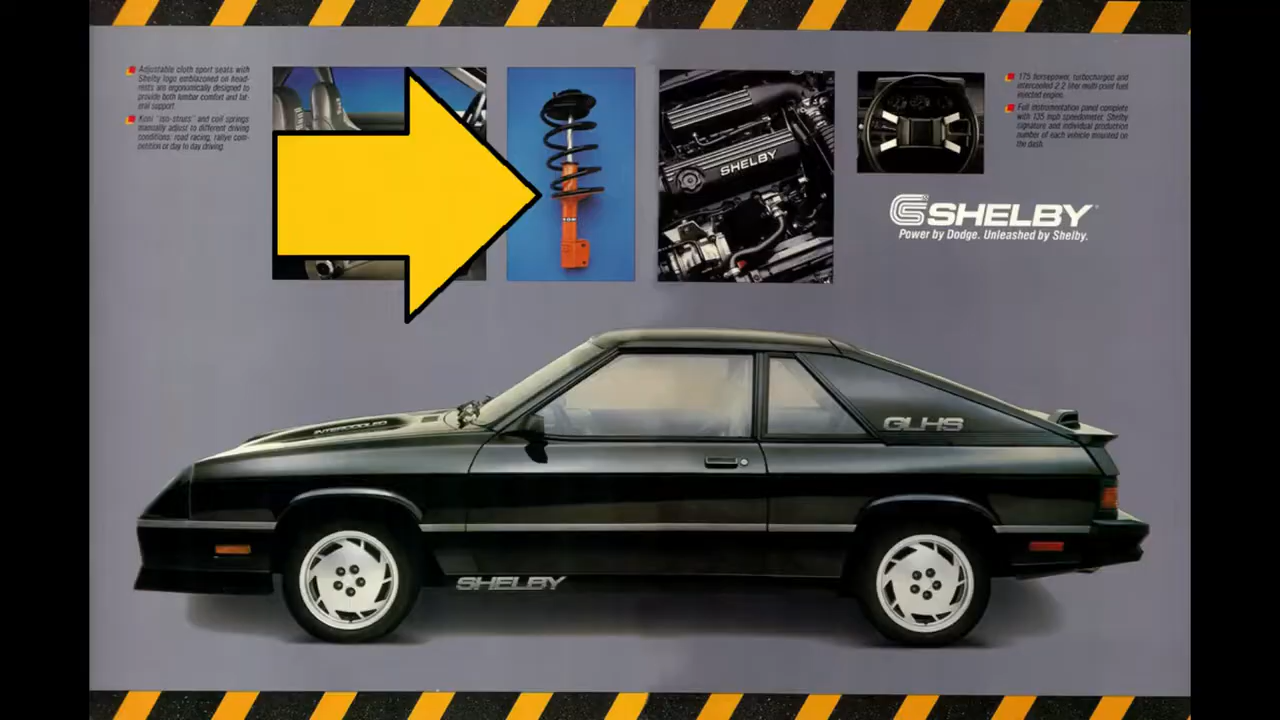 Adjustable cloth sport seats with
Shelby logo emblazoned on head-
rests are ergonomically designed to
provide both lumbar comfort and lat-
eral support.
Koni "iso-struts" and coil springs
manually adjust to different driving
conditions: road racing, rallye com-
petition or day to day driving.
SHELBY
175 horsepower, turbocharged and
intercooled 2.2 liter multi-point fuel
injected engine.
Full instrumentation panel complete
with 135 mph speedometer. Shelby
signature and individual production
number of each vehicle mounted on
the dash.
SHELBY
Power by Dodge. Unleashed by Shelby.
GLHS
INTERCOOLED
SHELBY